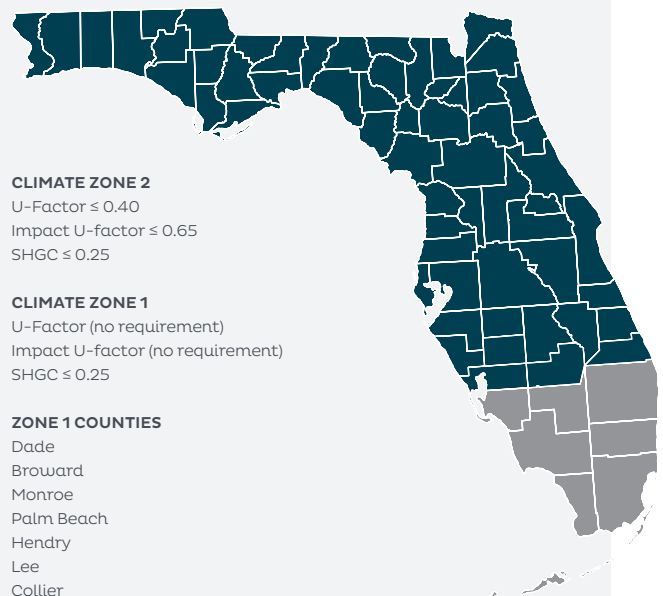 CLIMATE ZONE 2
U-Factor ≤ 0.40
Impact U-factor ≤ 0.65
SHGC ≤ 0.25
CLIMATE ZONE 1
U-Factor (no requirement)
Impact U-factor (no requirement)
SHGC ≤ 0.25
ZONE 1 COUNTIES
Dade
Broward
Monroe
Palm Beach
Hendry
Lee
Collier